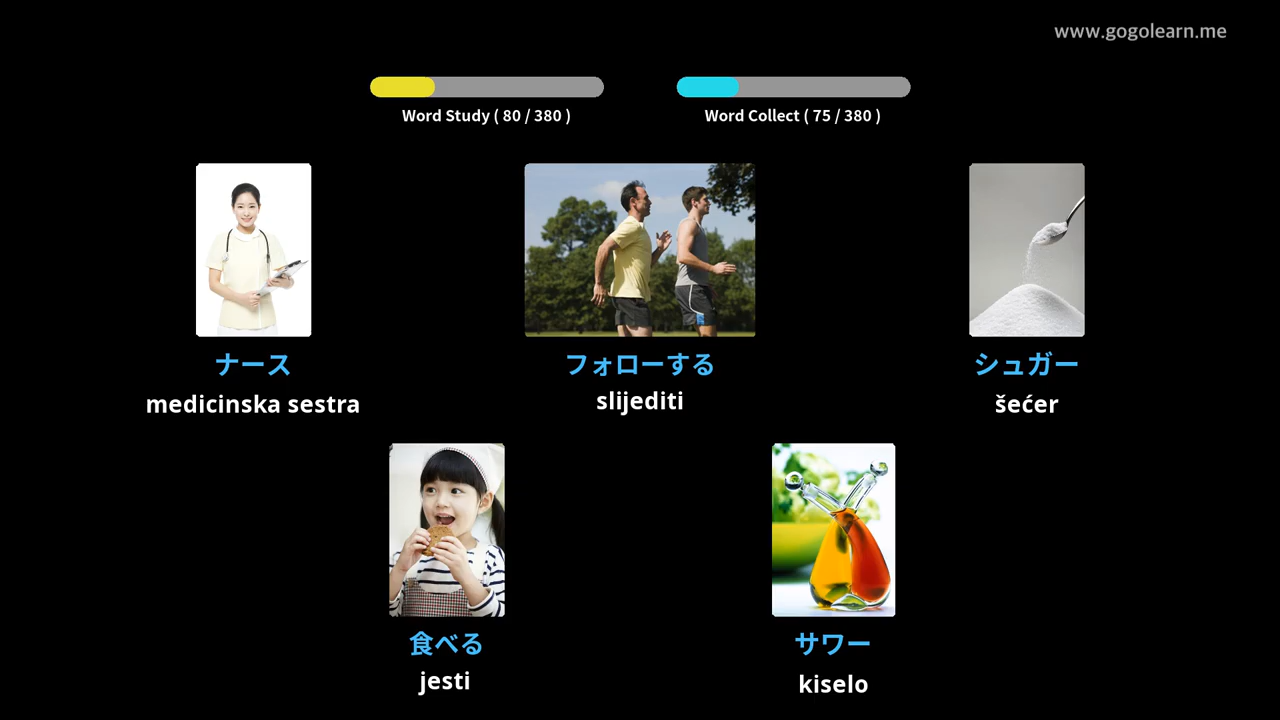 www.gogolearn.me
Word Study ( 80 / 380 )
Word Collect ( 75 / 380 )
ナース
medicinska sestra
フォローする
slijediti
シュガー
šećer
食べる
jesti
サワー
kiselo